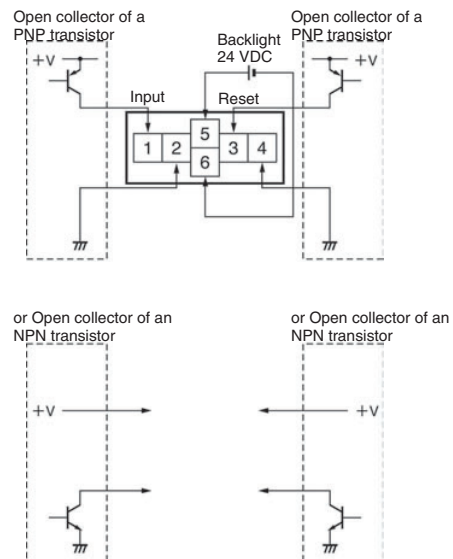 Open collector of a
PNP transistor
Open collector of a
PNP transistor
Backlight
24 VDC
+V
+V
Input
Reset
1 2 5 6 3 4
or Open collector of an
NPN transistor
or Open collector of an
NPN transistor
+V
+V